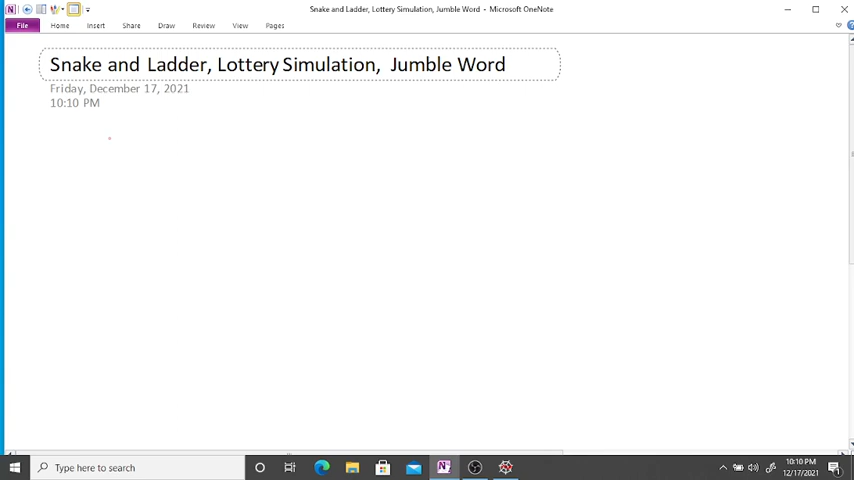 Snake and Ladder, Lottery Simulation, Jumble Word - Microsoft OneNote
File Home Insert Share Draw Review View Pages
Snake and Ladder, Lottery Simulation, Jumble Word
Friday, December 17, 2021
10:10 PM
Type here to search
10:10 PM
12/17/2021